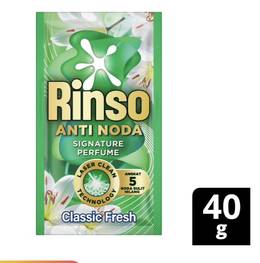 Rinso
ANTI NODA
SIGNATURE
PERFUME
LASER CLEAN
TECHNOLOGY
ANGKAT
5
NODA SULIT
HILANG
Classic Fresh
40
g